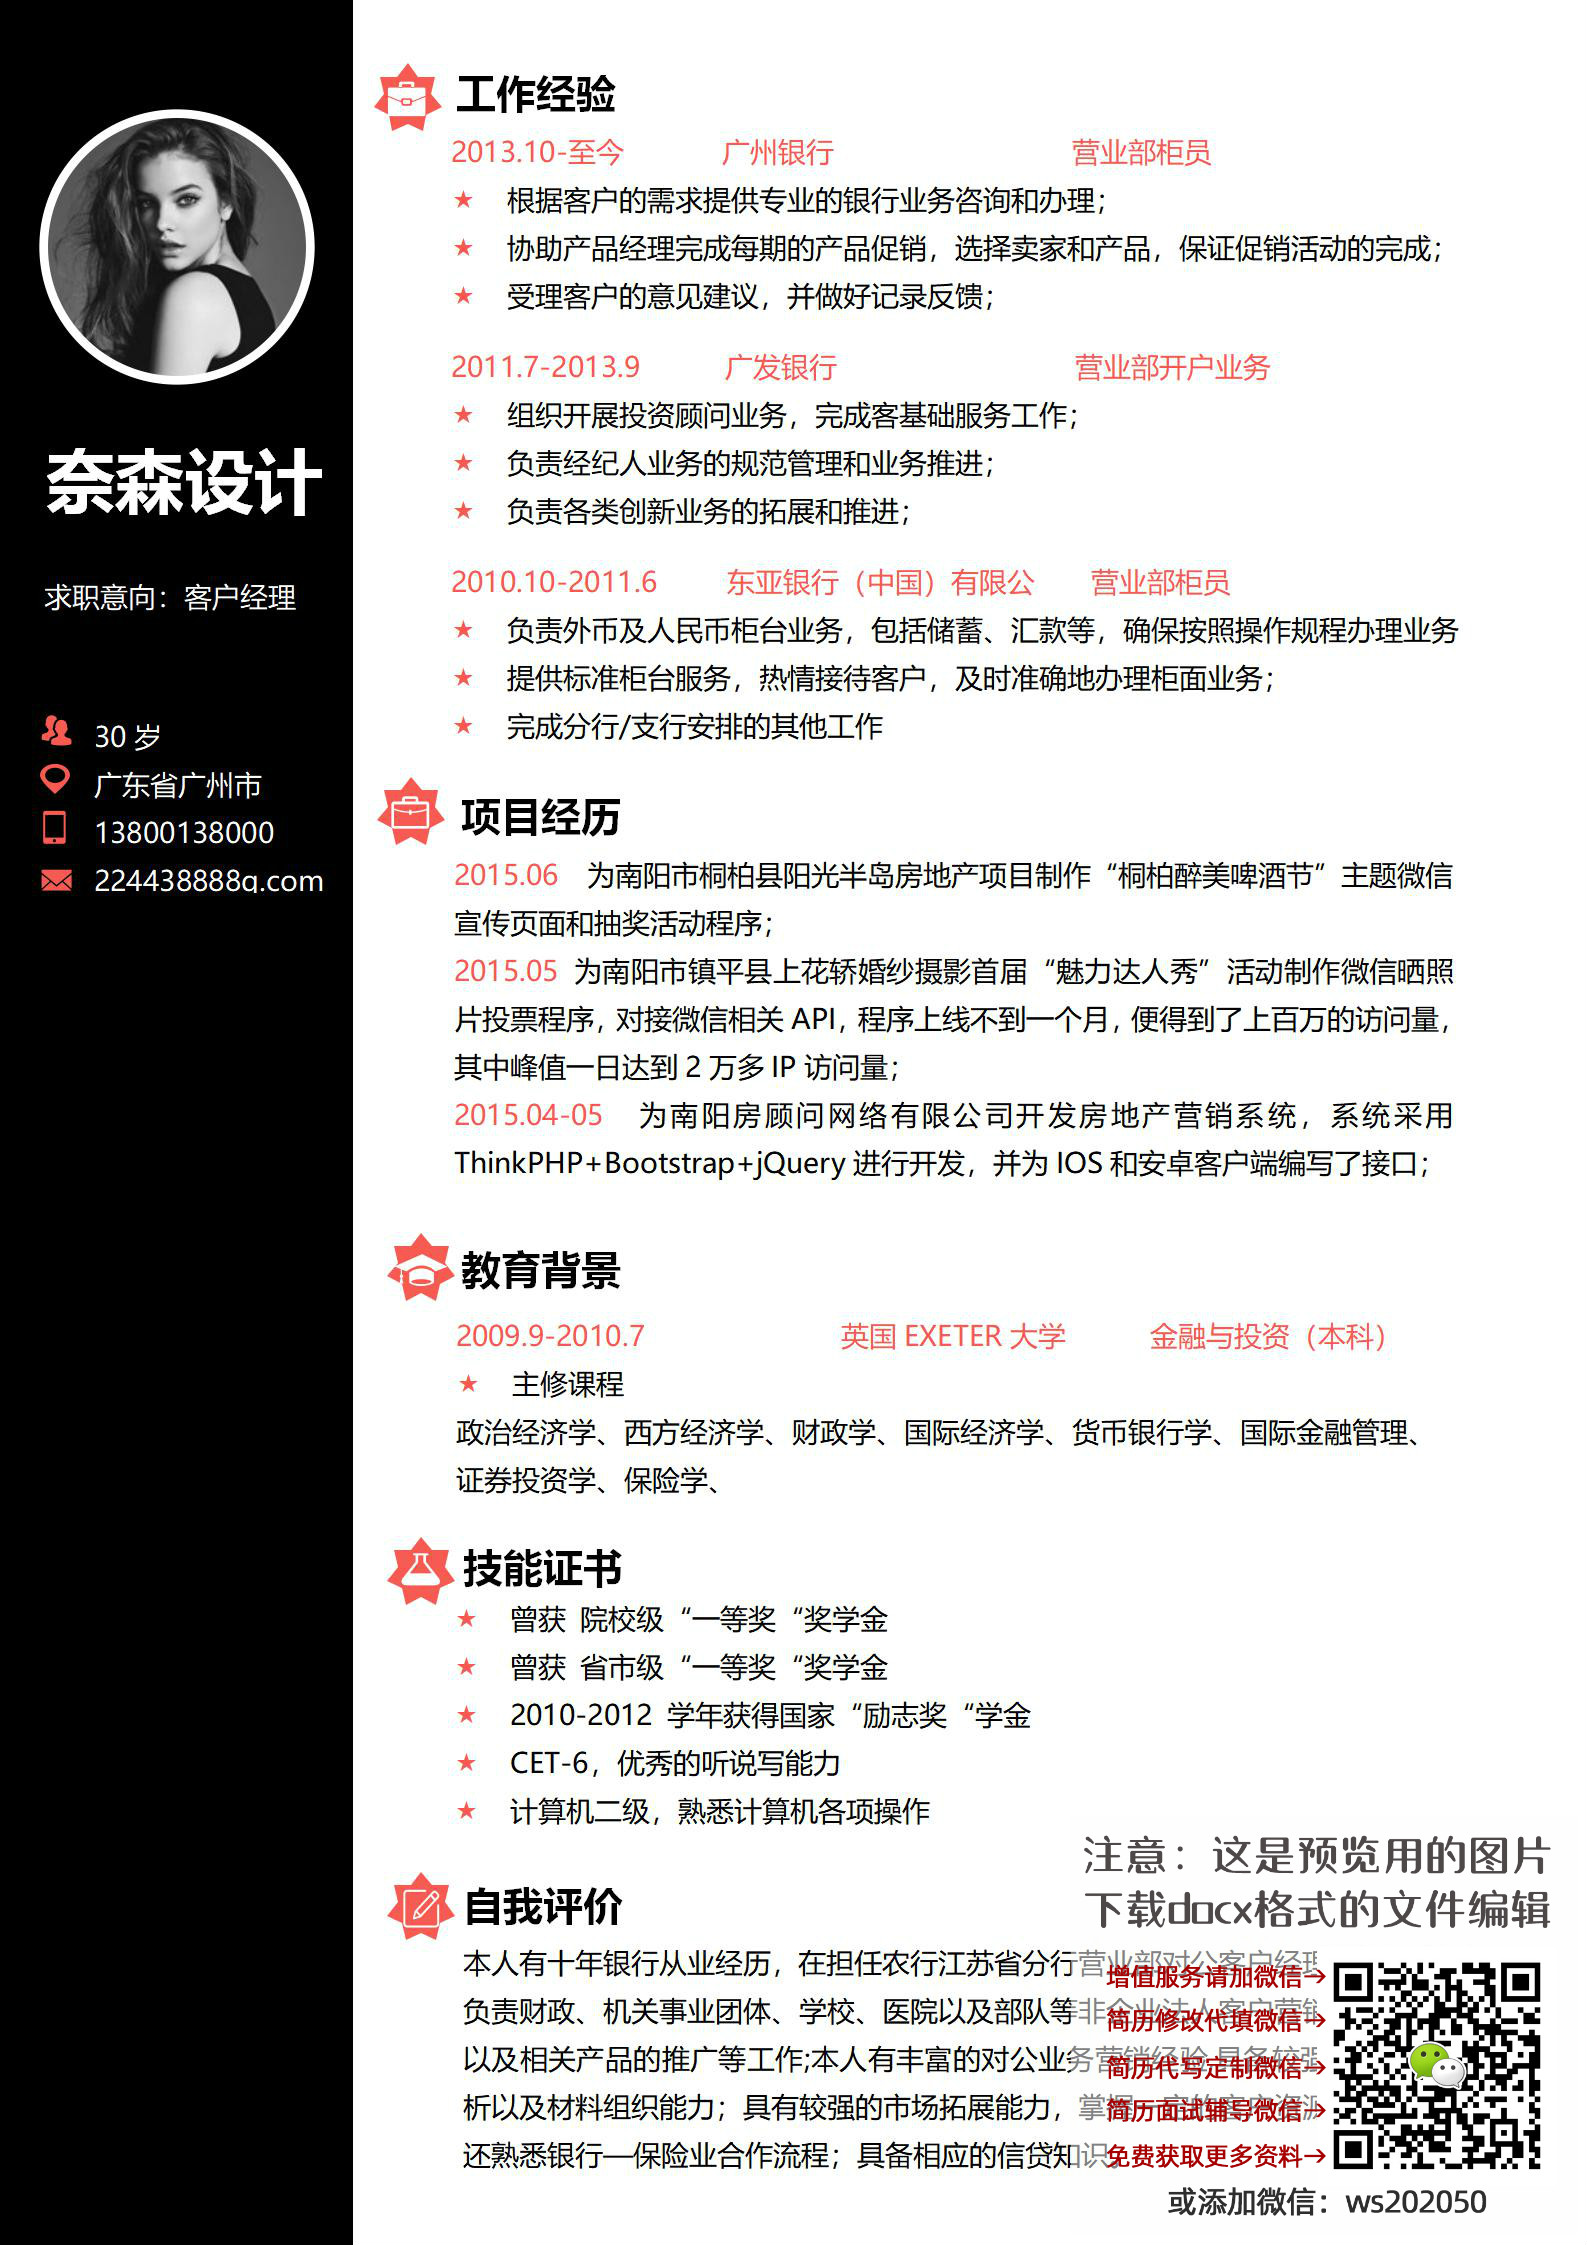 奈森设计
求职意向：客户经理
30 岁
广东省广州市
13800138000
224438888q.com
工作经验
2013.10-至今 广州银行 营业部柜员
★ 根据客户的需求提供专业的银行业务咨询和办理；
★ 协助产品经理完成每期的产品促销，选择卖家和产品，保证促销活动的完成；
★ 受理客户的意见建议，并做好记录反馈；
2011.7-2013.9 广发银行 营业部开户业务
★ 组织开展投资顾问业务，完成客基础服务工作；
★ 负责经纪人业务的规范管理和业务推进；
★ 负责各类创新业务的拓展和推进；
2010.10-2011.6 东亚银行（中国）有限公 营业部柜员
★ 负责外币及人民币柜台业务，包括储蓄、汇款等，确保按照操作规程办理业务
★ 提供标准柜台服务，热情接待客户，及时准确地办理柜面业务；
★ 完成分行/支行安排的其他工作
项目经历
2015.06 为南阳市桐柏县阳光半岛房地产项目制作“桐柏醉美啤酒节”主题微信
宣传页面和抽奖活动程序；
2015.05 为南阳市镇平县上花轿婚纱摄影首届“魅力达人秀”活动制作微信晒照
片投票程序，对接微信相关 API，程序上线不到一个月，便得到了上百万的访问量，
其中峰值一日达到 2 万多 IP 访问量；
2015.04-05 为南阳房顾问网络有限公司开发房地产营销系统，系统采用
ThinkPHP+Bootstrap+jQuery 进行开发，并为 IOS 和安卓客户端编写了接口；
教育背景
2009.9-2010.7 英国 EXETER 大学 金融与投资（本科）
★ 主修课程
政治经济学、西方经济学、财政学、国际经济学、货币银行学、国际金融管理、
证券投资学、保险学、
技能证书
★ 曾获 院校级“一等奖“奖学金
★ 曾获 省市级“一等奖“奖学金
★ 2010-2012 学年获得国家“励志奖“学金
★ CET-6，优秀的听说写能力
★ 计算机二级，熟悉计算机各项操作
自我评价
本人有十年银行从业经历，在担任农行江苏省分行营业部对公客户经理
负责财政、机关事业团体、学校、医院以及部队等非企业法人客户营销
以及相关产品的推广等工作;本人有丰富的对公业务营销经验,具备较强
析以及材料组织能力；具有较强的市场拓展能力，掌握一定的客户资源
还熟悉银行—保险业合作流程；具备相应的信贷知识
注意：这是预览用的图片
下载docx格式的文件编辑
增值服务请加微信→
简历修改代填微信→
简历代写定制微信→
简历面试辅导微信→
免费获取更多资料→
或添加微信：ws202050